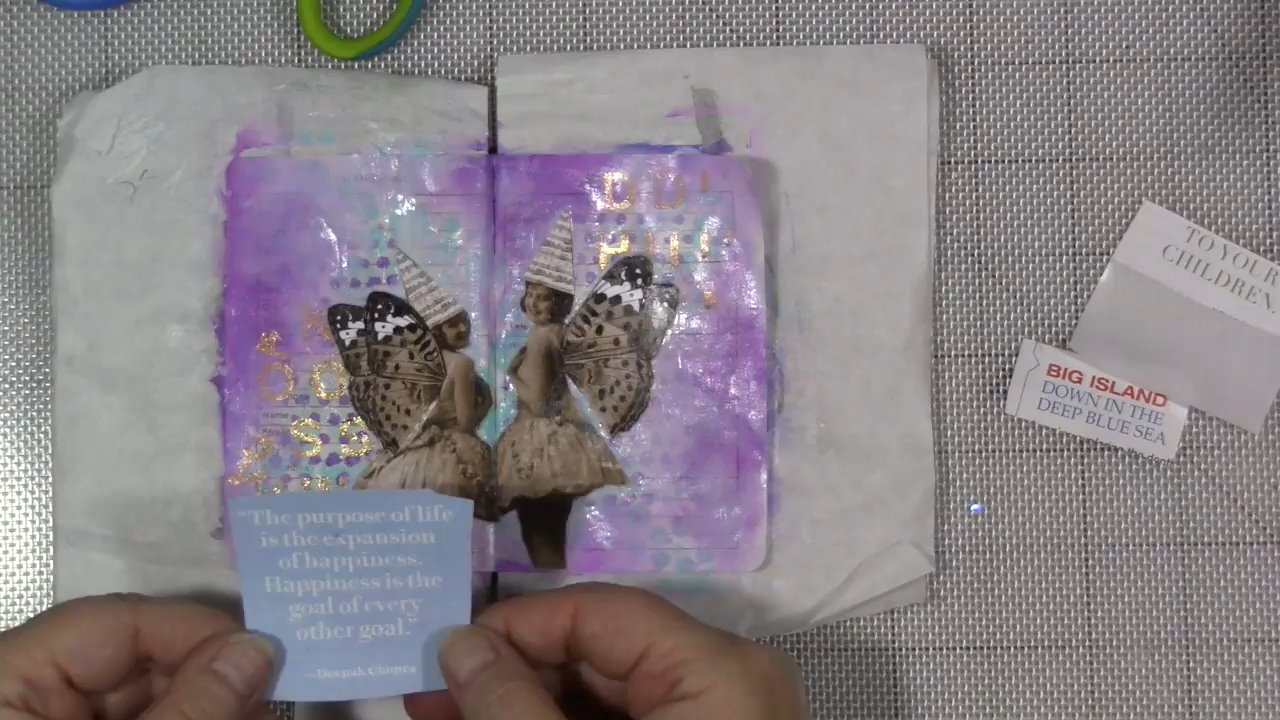 TO YOUR
CHILDREN,
BIG ISLAND
DOWN IN THE
DEEP BLUE SEA
Name
"The purpose of life
is the expansion
of happiness.
Happiness is the
goal of every
other goal."
—Deepak Chopra